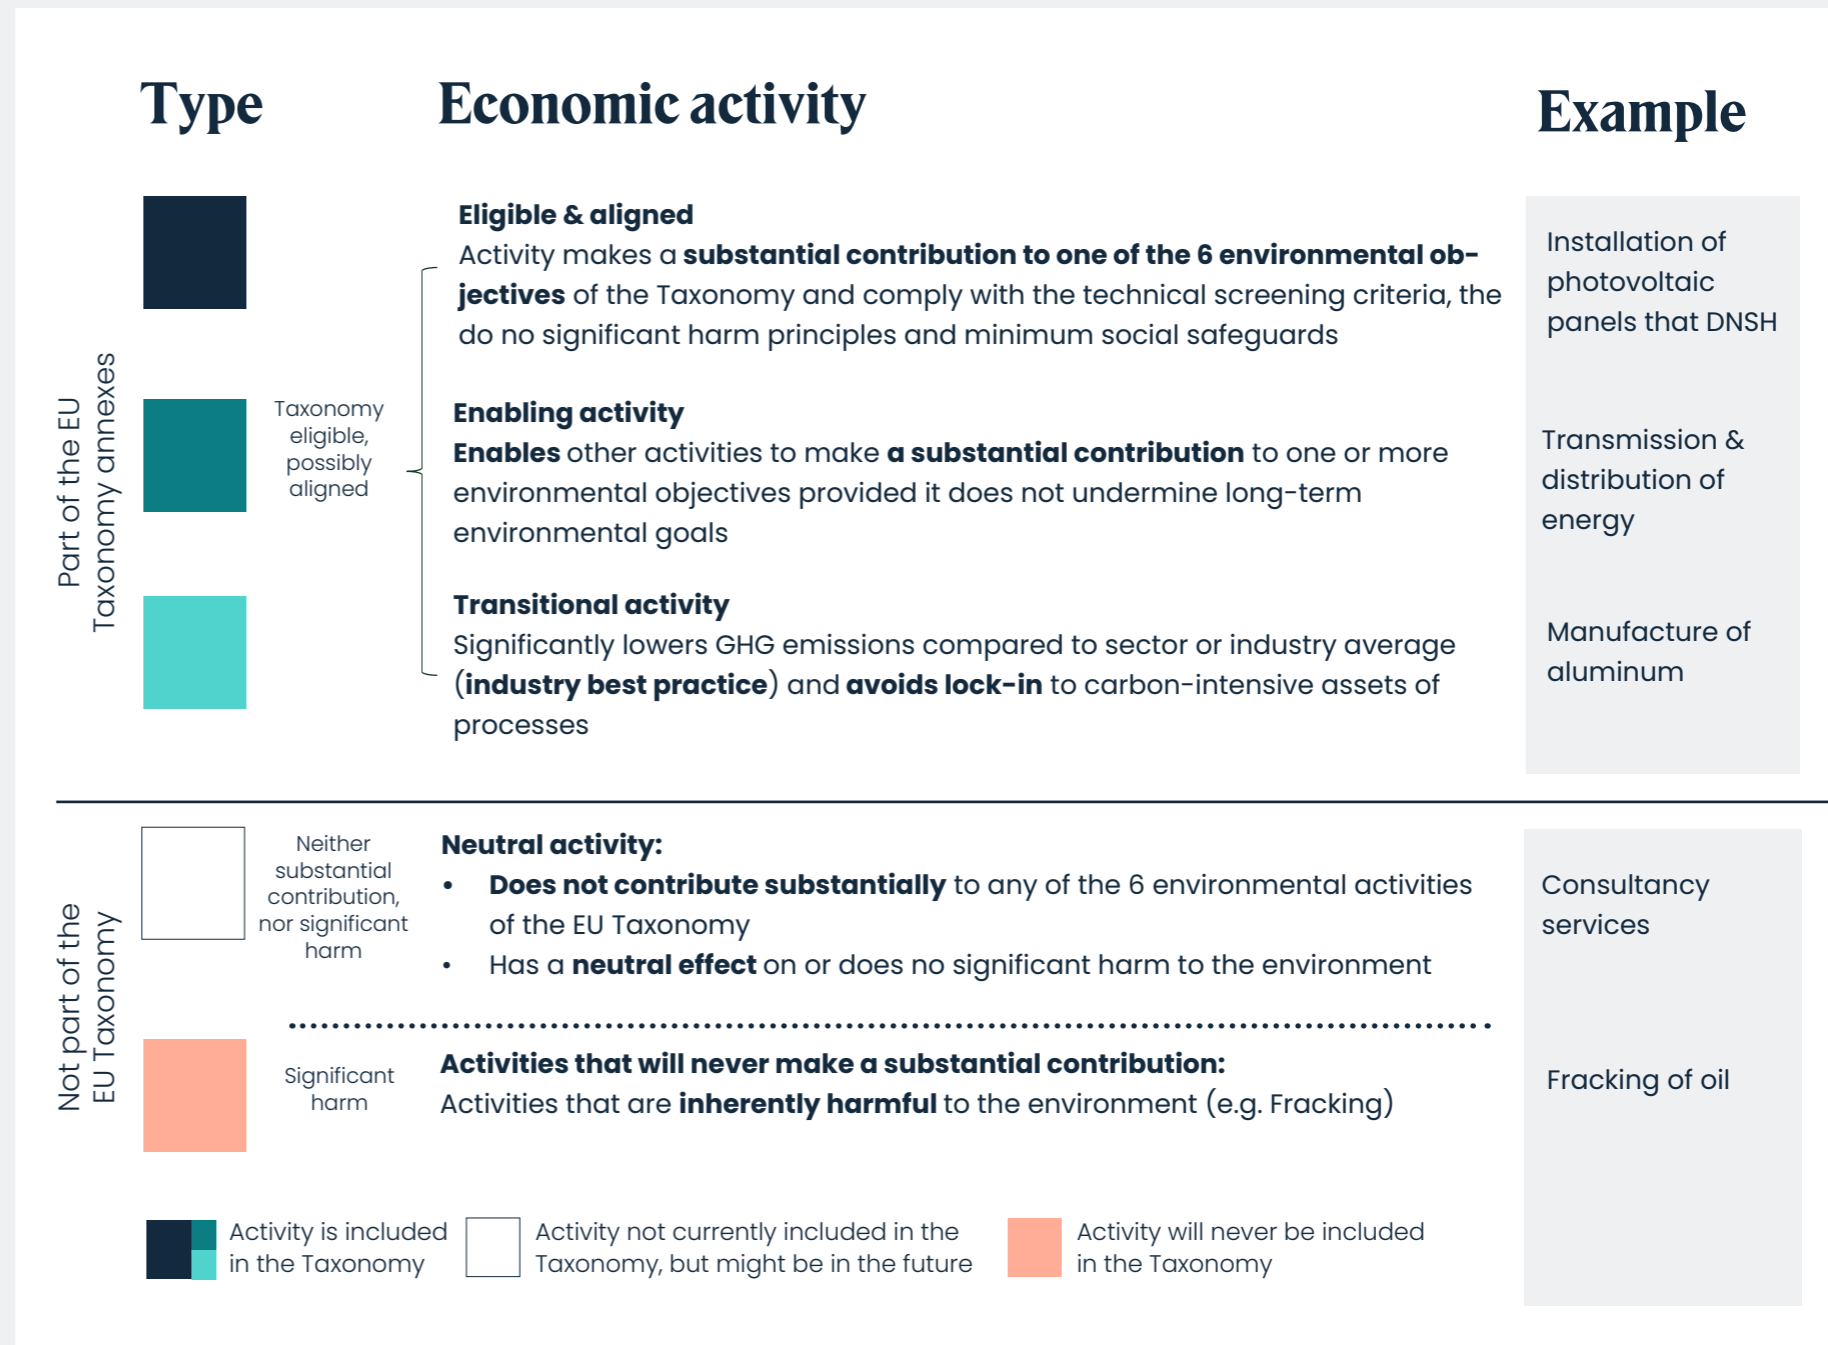 Type
Economic activity
Example
Part of the EU
Taxonomy annexes
Taxonomy
eligible,
possibly
aligned
Eligible & aligned
Activity makes a substantial contribution to one of the 6 environmental ob-
jectives of the Taxonomy and comply with the technical screening criteria, the
do no significant harm principles and minimum social safeguards
Installation of
photovoltaic
panels that DNSH
Enabling activity
Enables other activities to make a substantial contribution to one or more
environmental objectives provided it does not undermine long-term
environmental goals
Transmission &
distribution of
energy
Transitional activity
Significantly lowers GHG emissions compared to sector or industry average
(industry best practice) and avoids lock-in to carbon-intensive assets of
processes
Manufacture of
aluminum
Not part of the
EU Taxonomy
Neither
substantial
contribution,
nor significant
harm
Neutral activity:
• Does not contribute substantially to any of the 6 environmental activities
of the EU Taxonomy
• Has a neutral effect on or does no significant harm to the environment
Consultancy
services
Significant
harm
Activities that will never make a substantial contribution:
Activities that are inherently harmful to the environment (e.g. Fracking)
Fracking of oil
Activity is included
in the Taxonomy
Activity not currently included in the
Taxonomy, but might be in the future
Activity will never be included
in the Taxonomy